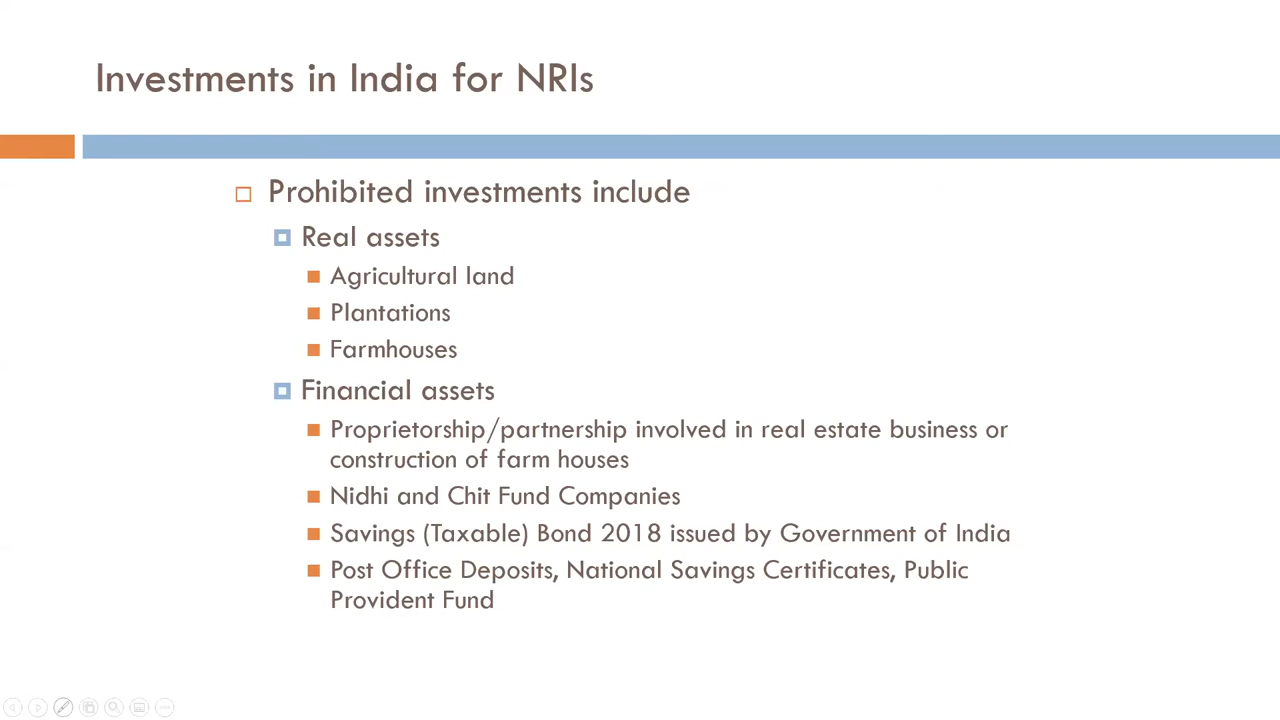 Investments in India for NRIs
Prohibited investments include
Real assets
Agricultural land
Plantations
Farmhouses
Financial assets
Proprietorship/partnership involved in real estate business or
construction of farm houses
Nidhi and Chit Fund Companies
Savings (Taxable) Bond 2018 issued by Government of India
Post Office Deposits, National Savings Certificates, Public
Provident Fund